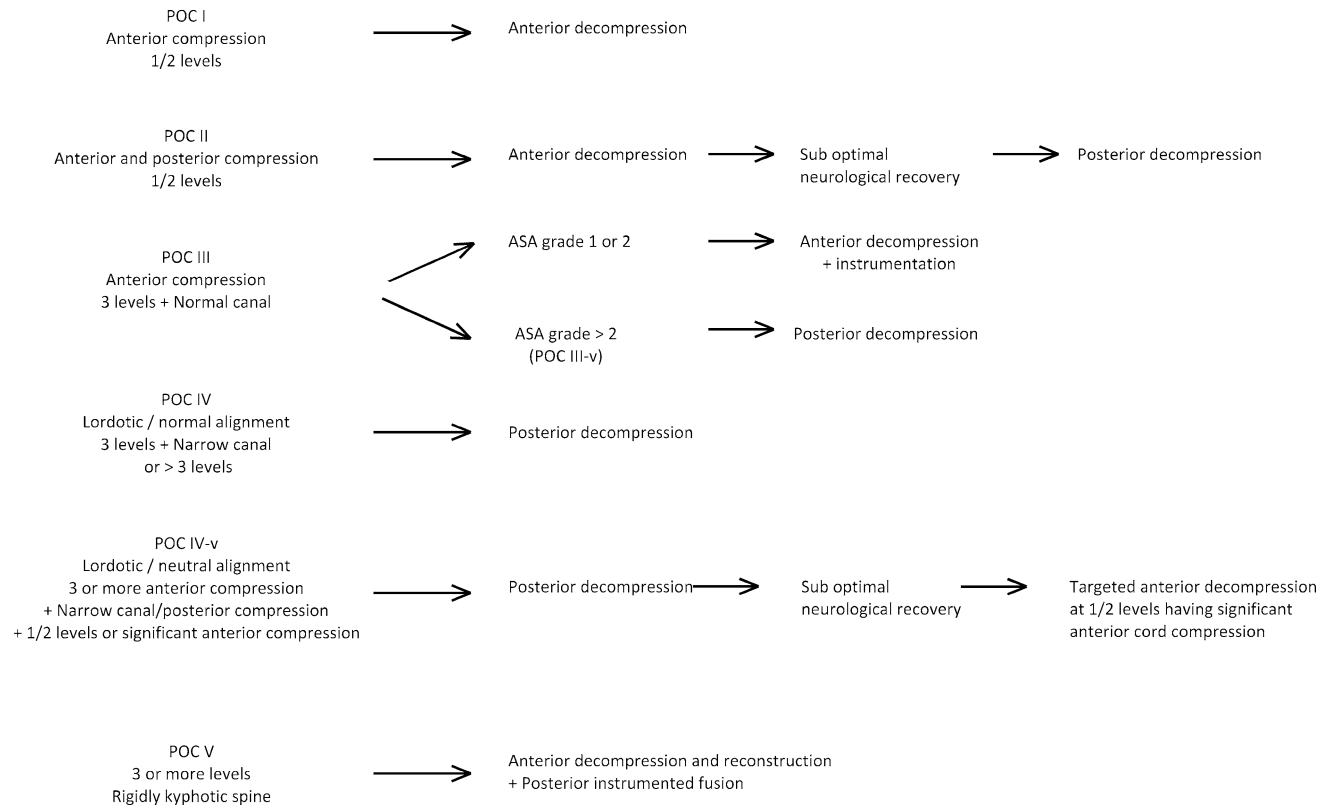 POC I
Anterior compression
1/2 levels
Anterior decompression
POC II
Anterior and posterior compression
1/2 levels
Anterior decompression
Sub optimal
neurological recovery
Posterior decompression
POC III
Anterior compression
3 levels + Normal canal
ASA grade 1 or 2
Anterior decompression
+ instrumentation
ASA grade > 2
(POC III-v)
Posterior decompression
POC IV
Lordotic / normal alignment
3 levels + Narrow canal
or > 3 levels
Posterior decompression
POC IV-v
Lordotic / neutral alignment
3 or more anterior compression
+ Narrow canal/posterior compression
+ 1/2 levels or significant anterior compression
Posterior decompression
Sub optimal
neurological recovery
Targeted anterior decompression
at 1/2 levels having significant
anterior cord compression
POC V
3 or more levels
Rigidly kyphotic spine
Anterior decompression and reconstruction
+ Posterior instrumented fusion